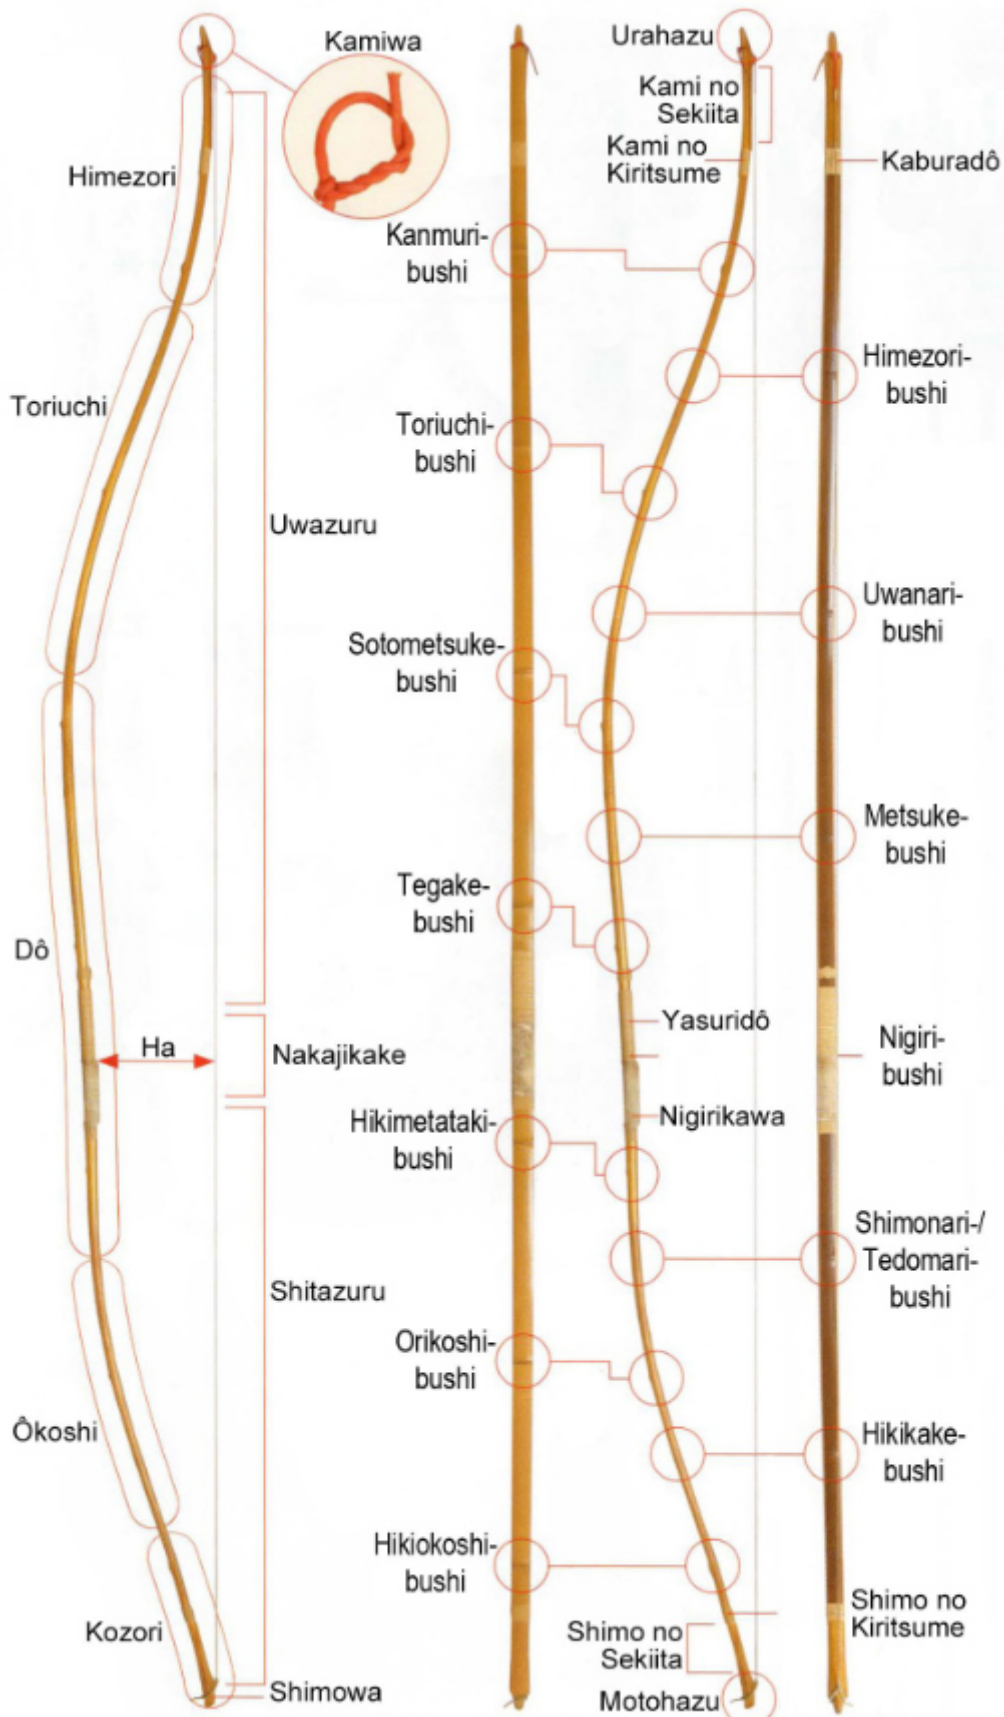 Kamiwa
Himezori
Toriuchi
Uwazuru
Dô
Ha
Nakajikake
Shitazuru
Ôkoshi
Kozori
Shimowa
Kanmuri-
bushi
Toriuchi-
bushi
Sotometsuke-
bushi
Tegake-
bushi
Hikimetataki-
bushi
Orikoshi-
bushi
Hikiokoshi-
bushi
Urahazu
Kami no
Sekiita
Kami no
Kiritsume
Yasuridô
Nigirikawa
Shimo no
Sekiita
Motohazu
Kaburadô
Himezori-
bushi
Uwanari-
bushi
Metsuke-
bushi
Nigiri-
bushi
Shimonari-/
Tedomari-
bushi
Hikikake-
bushi
Shimo no
Kiritsume